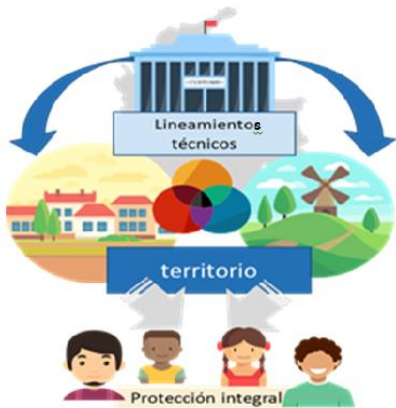 Lineamientos
técnicos
territorio
Protección integral